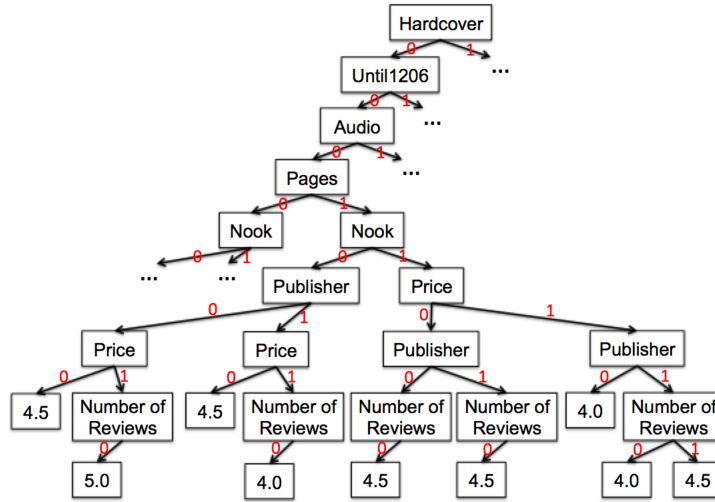 Hardcover
0 1
Until1206 ...
0 1
Audio ...
0 1
Pages ...
0 1
Nook Nook
0 1 0 1
... ... Publisher Price
0 1 0 1
Price Price Publisher Publisher
0 1 0 1 0 1 0 1
4.5 Number of Reviews 4.5 Number of Reviews Number of Reviews Number of Reviews 4.0 Number of Reviews
0 0 0 0 0 1
5.0 4.0 4.5 4.5 4.0 4.5